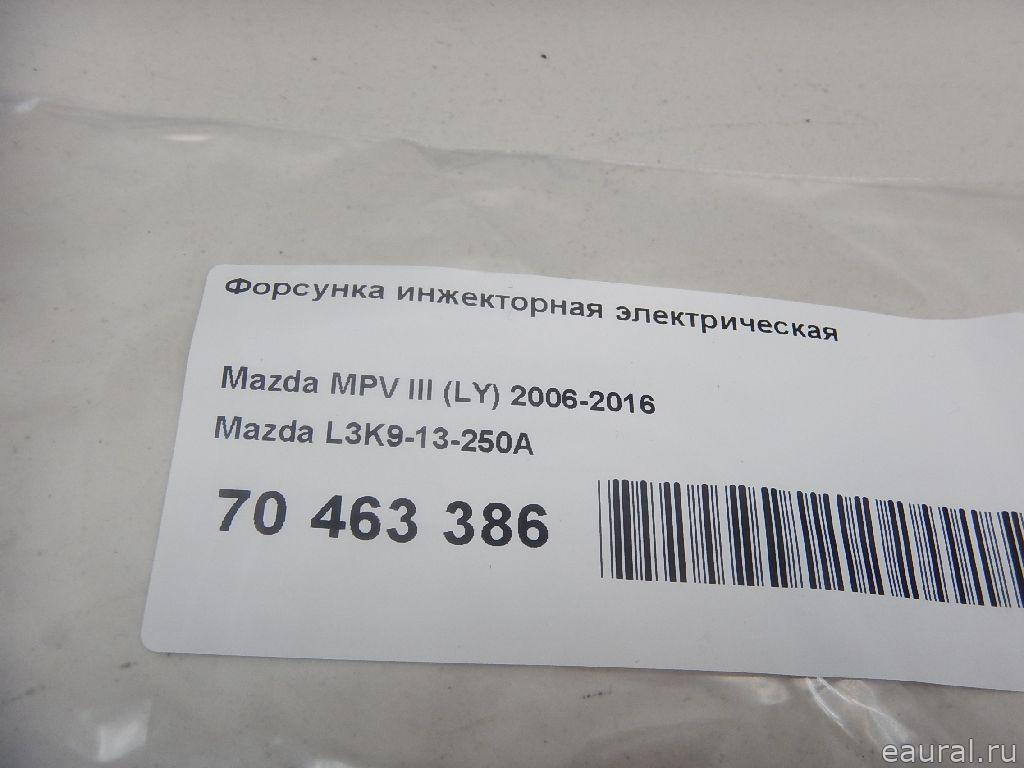 Форсунка инжекторная электрическая
Mazda MPV III (LY) 2006-2016
Mazda L3K9-13-250A
70 463 386
eaural.ru